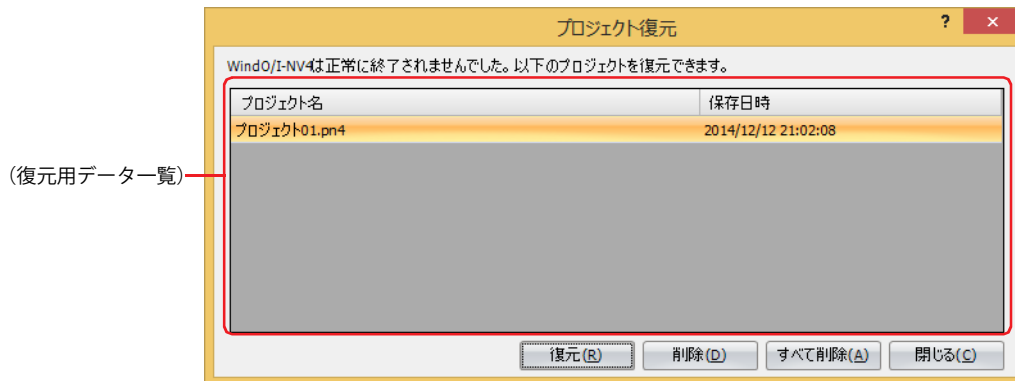 プロジェクト復元
?
×
WindO/I-NV4は正常に終了されませんでした。以下のプロジェクトを復元できます。
プロジェクト名 保存日時
プロジェクト01.pn4 2014/12/12 21:02:08
（復元用データ一覧）
復元(R) 削除(D) すべて削除(A) 閉じる(C)